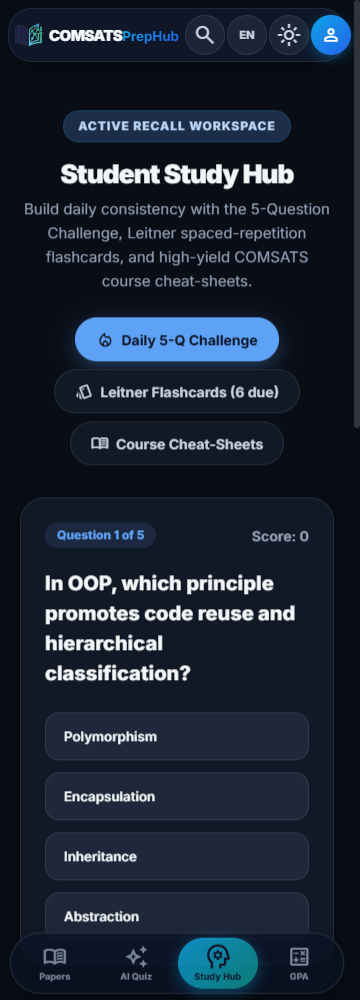 COMSATSPrepHub
EN
ACTIVE RECALL WORKSPACE
Student Study Hub
Build daily consistency with the 5-Question
Challenge, Leitner spaced-repetition
flashcards, and high-yield COMSATS
course cheat-sheets.
Daily 5-Q Challenge
Leitner Flashcards (6 due)
Course Cheat-Sheets
Question 1 of 5
Score: 0
In OOP, which principle
promotes code reuse and
hierarchical
classification?
Polymorphism
Encapsulation
Inheritance
Abstraction
Papers
AI Quiz
Study Hub
GPA